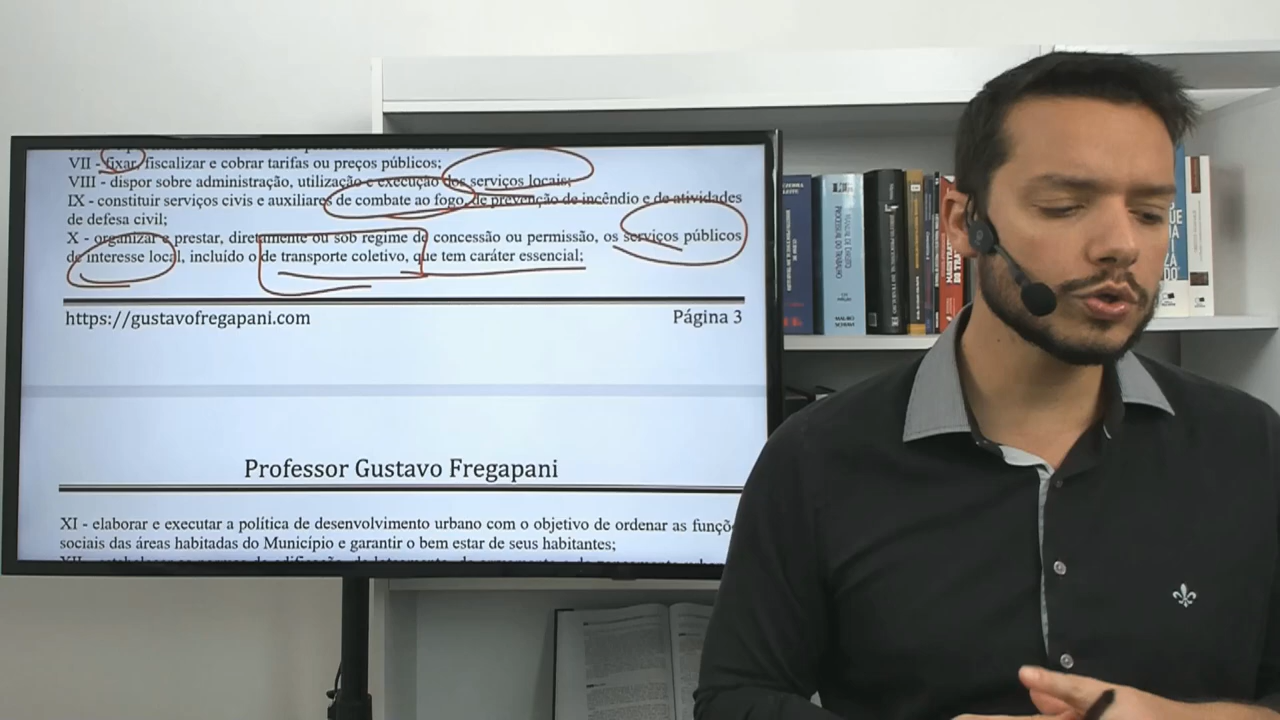 VII - fixar, fiscalizar e cobrar tarifas ou preços públicos;
VIII - dispor sobre administração, utilização e execução dos serviços locais;
IX - constituir serviços civis e auxiliares de combate ao fogo, de prevenção de incêndio e de atividades
de defesa civil;
X - organizar e prestar, diretamente ou sob regime de concessão ou permissão, os serviços públicos
de interesse local, incluído o de transporte coletivo, que tem caráter essencial;
https://gustavofregapani.com
Página 3
Professor Gustavo Fregapani
XI - elaborar e executar a política de desenvolvimento urbano com o objetivo de ordenar as funçõ
sociais das áreas habitadas do Município e garantir o bem estar de seus habitantes;